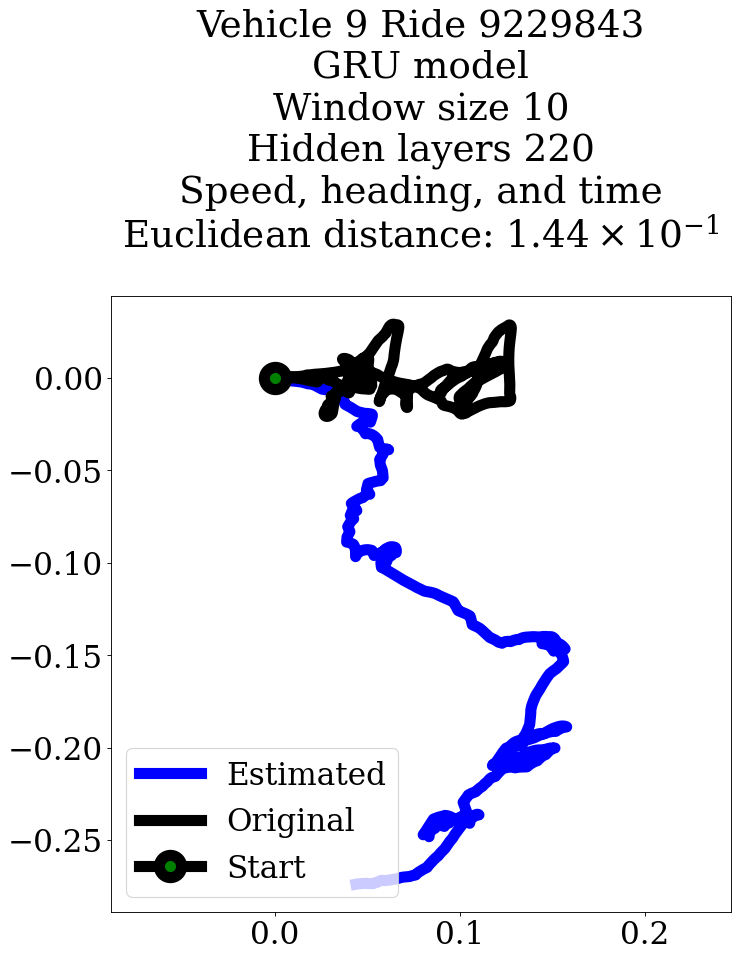 Vehicle 9 Ride 9229843
GRU model
Window size 10
Hidden layers 220
Speed, heading, and time
Euclidean distance: 1.44 × 10⁻¹
0.00
−0.05
−0.10
−0.15
−0.20
−0.25
Estimated
Original
Start
0.0 0.1 0.2